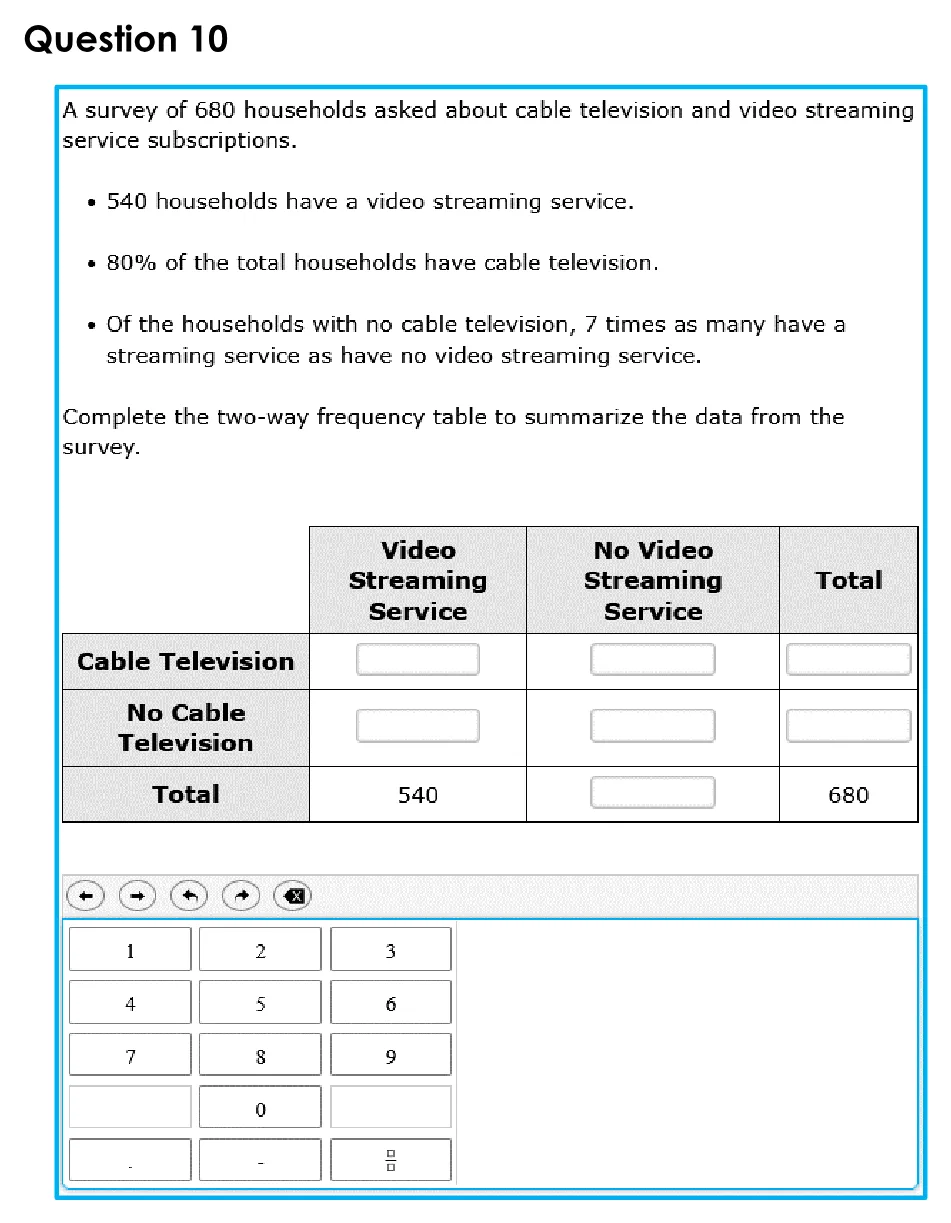 Question 10
A survey of 680 households asked about cable television and video streaming
service subscriptions.
• 540 households have a video streaming service.
• 80% of the total households have cable television.
• Of the households with no cable television, 7 times as many have a
streaming service as have no video streaming service.
Complete the two-way frequency table to summarize the data from the
survey.
Video
Streaming
Service
No Video
Streaming
Service
Total
Cable Television
No Cable
Television
Total
540
680
1
2
3
4
5
6
7
8
9
0
.
-